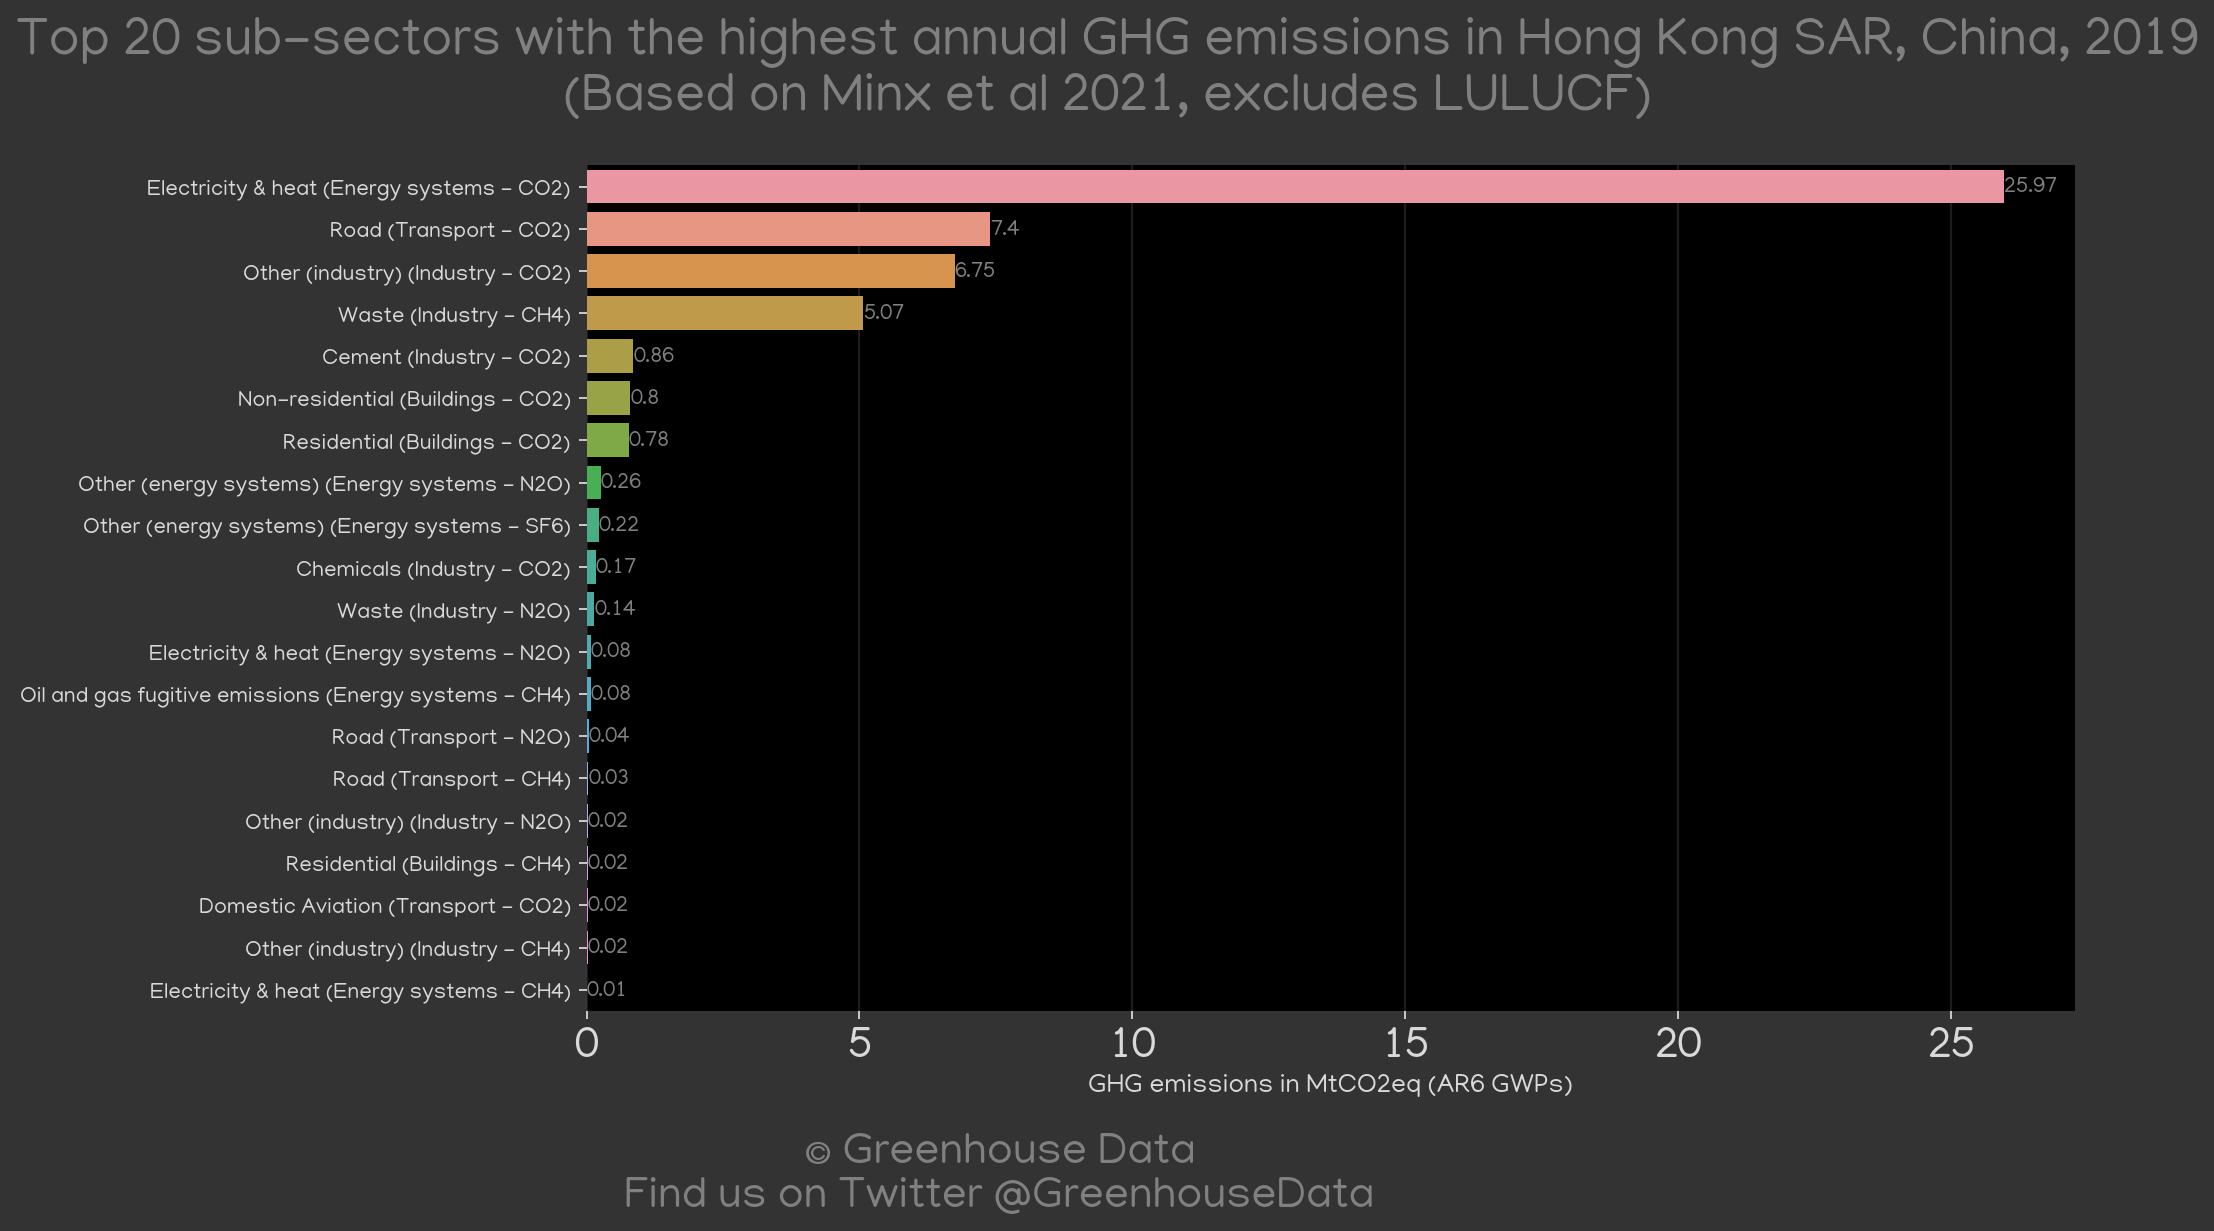 Top 20 sub-sectors with the highest annual GHG emissions in Hong Kong SAR, China, 2019
(Based on Minx et al 2021, excludes LULUCF)
Electricity & heat (Energy systems - CO2) 25.97
Road (Transport - CO2) 7.4
Other (industry) (Industry - CO2) 6.75
Waste (Industry - CH4) 5.07
Cement (Industry - CO2) 0.86
Non-residential (Buildings - CO2) 0.8
Residential (Buildings - CO2) 0.78
Other (energy systems) (Energy systems - N2O) 0.26
Other (energy systems) (Energy systems - SF6) 0.22
Chemicals (Industry - CO2) 0.17
Waste (Industry - N2O) 0.14
Electricity & heat (Energy systems - N2O) 0.08
Oil and gas fugitive emissions (Energy systems - CH4) 0.08
Road (Transport - N2O) 0.04
Road (Transport - CH4) 0.03
Other (industry) (Industry - N2O) 0.02
Residential (Buildings - CH4) 0.02
Domestic Aviation (Transport - CO2) 0.02
Other (industry) (Industry - CH4) 0.02
Electricity & heat (Energy systems - CH4) 0.01
0 5 10 15 20 25
GHG emissions in MtCO2eq (AR6 GWPs)
© Greenhouse Data
Find us on Twitter @GreenhouseData